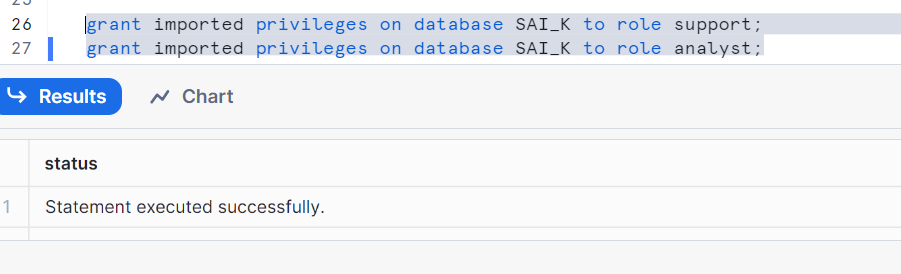 25
26 grant imported privileges on database SAI_K to role support;
27 grant imported privileges on database SAI_K to role analyst;
Results Chart
status
1 Statement executed successfully.